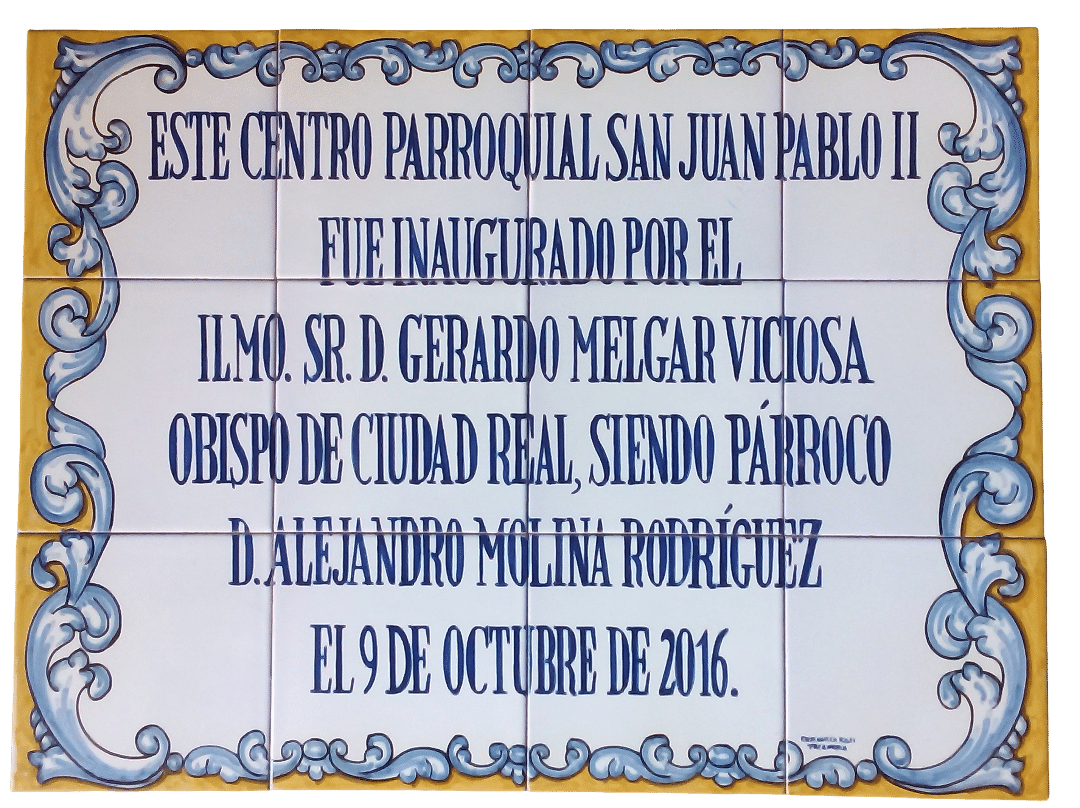 ESTE CENTRO PARROQUIAL SAN JUAN PABLO II
FUE INAUGURADO POR EL
ILMO. SR. D. GERARDO MELGAR VICIOSA
OBISPO DE CIUDAD REAL, SIENDO PÁRROCO
D. ALEJANDRO MOLINA RODRÍGUEZ
EL 9 DE OCTUBRE DE 2016.